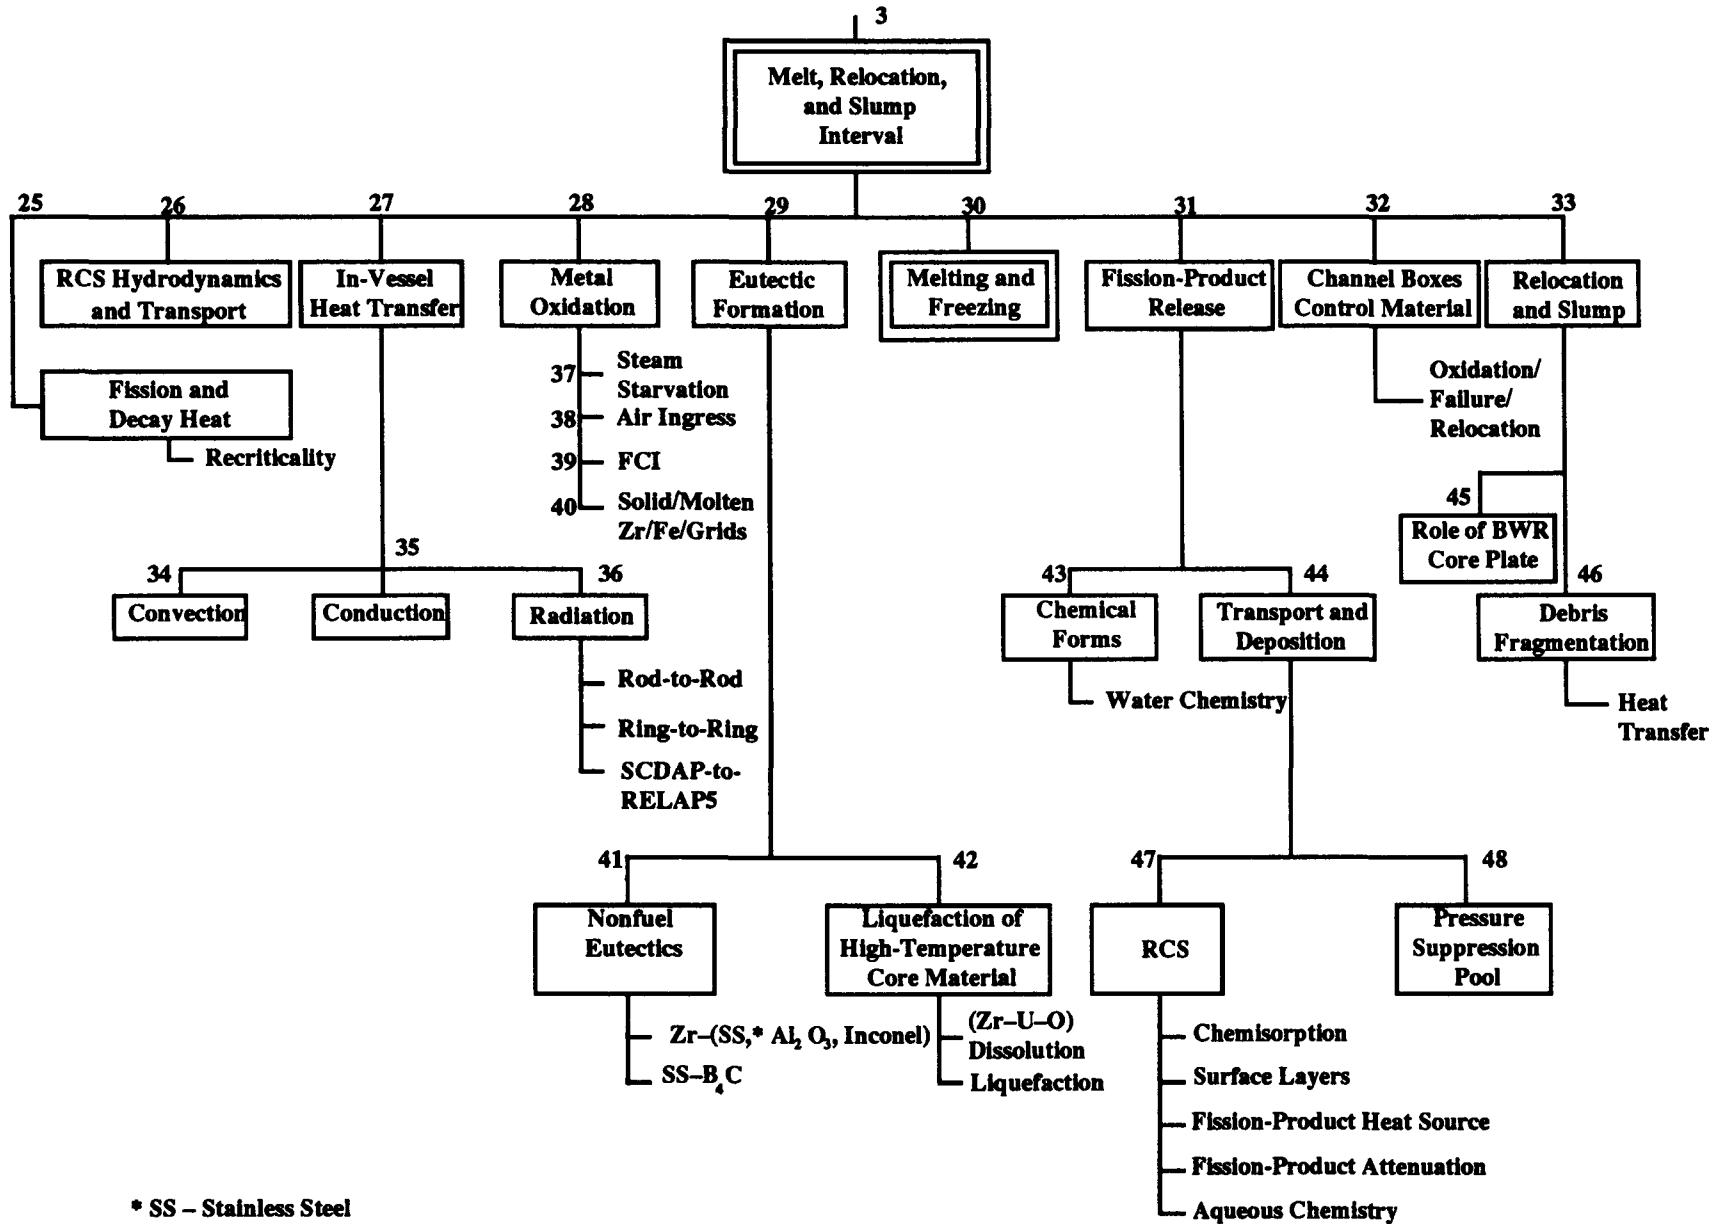 3
Melt, Relocation,
and Slump
Interval
25
26
27
28
29
30
31
32
33
RCS Hydrodynamics
and Transport
In-Vessel
Heat Transfer
Metal
Oxidation
Eutectic
Formation
Melting and
Freezing
Fission-Product
Release
Channel Boxes
Control Material
Relocation
and Slump
Fission and
Decay Heat
Recriticality
37
Steam
Starvation
38
Air Ingress
39
FCI
40
Solid/Molten
Zr/Fe/Grids
Oxidation/
Failure/
Relocation
45
Role of BWR
Core Plate
34
35
36
Convection
Conduction
Radiation
Rod-to-Rod
Ring-to-Ring
SCDAP-to-
RELAP5
43
44
46
Chemical
Forms
Transport and
Deposition
Debris
Fragmentation
Water Chemistry
Heat
Transfer
41
42
47
48
Nonfuel
Eutectics
Liquefaction of
High-Temperature
Core Material
RCS
Pressure
Suppression
Pool
Zr–(SS,* Al₂ O₃, Inconel)
SS–B₄C
(Zr–U–O)
Dissolution
Liquefaction
Chemisorption
Surface Layers
Fission-Product Heat Source
Fission-Product Attenuation
Aqueous Chemistry
* SS – Stainless Steel